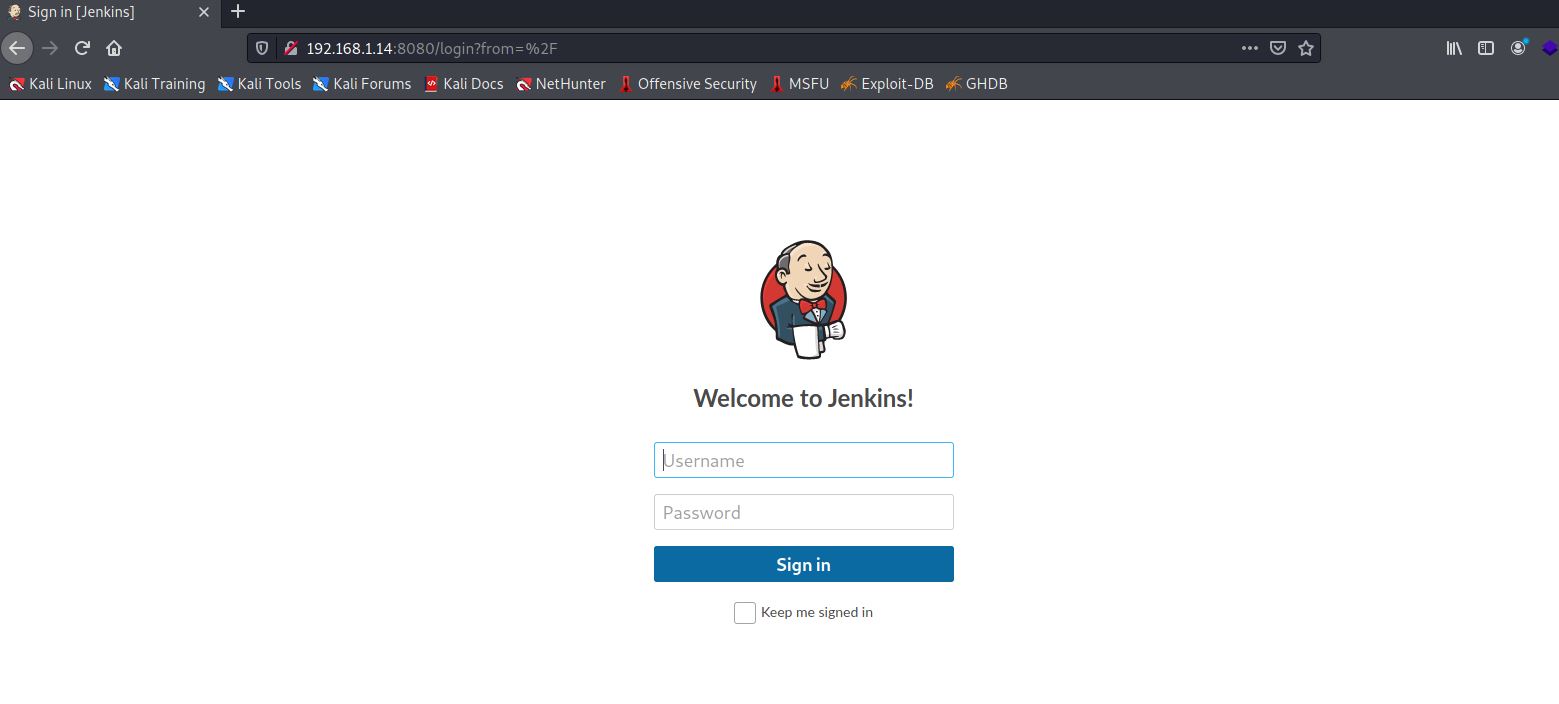 Sign in [Jenkins]
192.168.1.14:8080/login?from=%2F
Kali Linux Kali Training Kali Tools Kali Forums Kali Docs NetHunter Offensive Security MSFU Exploit-DB GHDB
Welcome to Jenkins!
Username
Password
Sign in
Keep me signed in